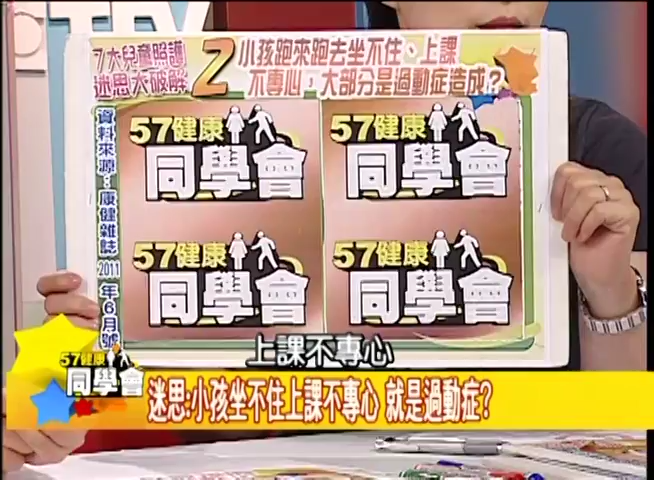 7大兒童照護
迷思大破解
2
小孩跑來跑去坐不住、上課
不專心，大部分是過動症造成?
資料來源：康健雜誌 2011 年6月號
57健康
同學會
57健康
同學會
57健康
同學會
57健康
同學會
上課不專心
57健康
同學會
迷思:小孩坐不住上課不專心 就是過動症?